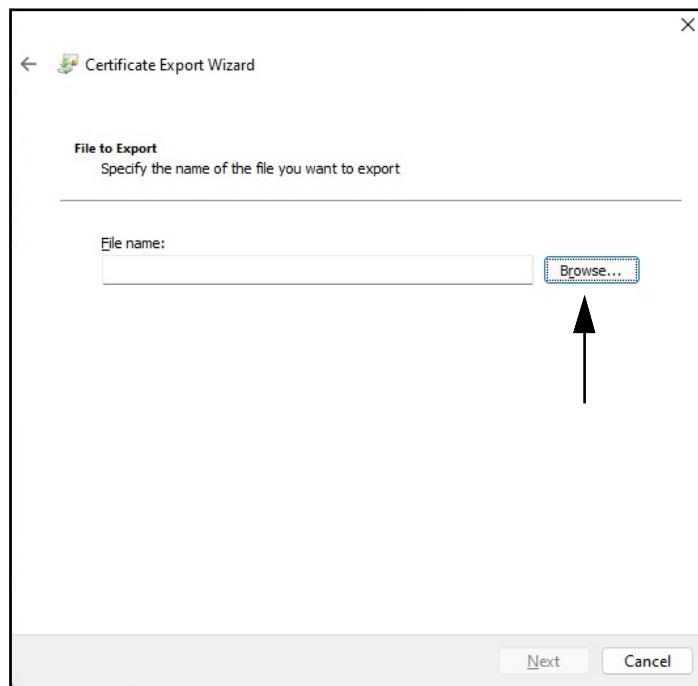 Certificate Export Wizard
File to Export
Specify the name of the file you want to export
File name:
Browse...
Next
Cancel